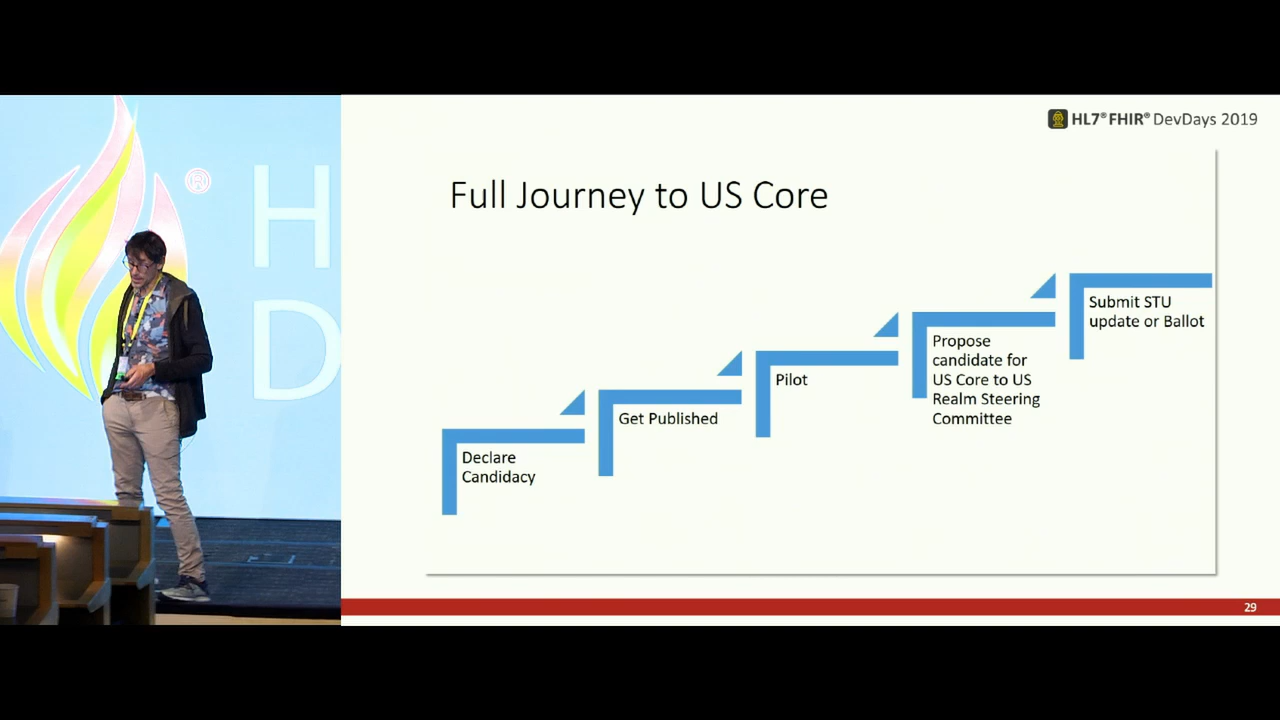 HL7® FHIR® DevDays 2019
Full Journey to US Core
Declare
Candidacy
Get Published
Pilot
Propose
candidate for
US Core to US
Realm Steering
Committee
Submit STU
update or Ballot
29
®
H
D